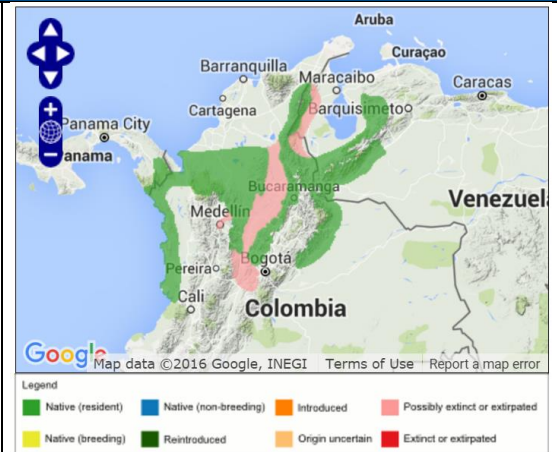 Aruba
Curaçao
Barranquilla
Maracaibo
Caracas
Cartagena
Barquisimeto
Panama City
Panama
Bucaramanga
Venezuel
Medellín
Bogotá
Pereira
Cali
Colombia
Google Map data ©2016 Google, INEGI Terms of Use Report a map error
Legend
Native (resident) Native (non-breeding) Introduced Possibly extinct or extirpated
Native (breeding) Reintroduced Origin uncertain Extinct or extirpated